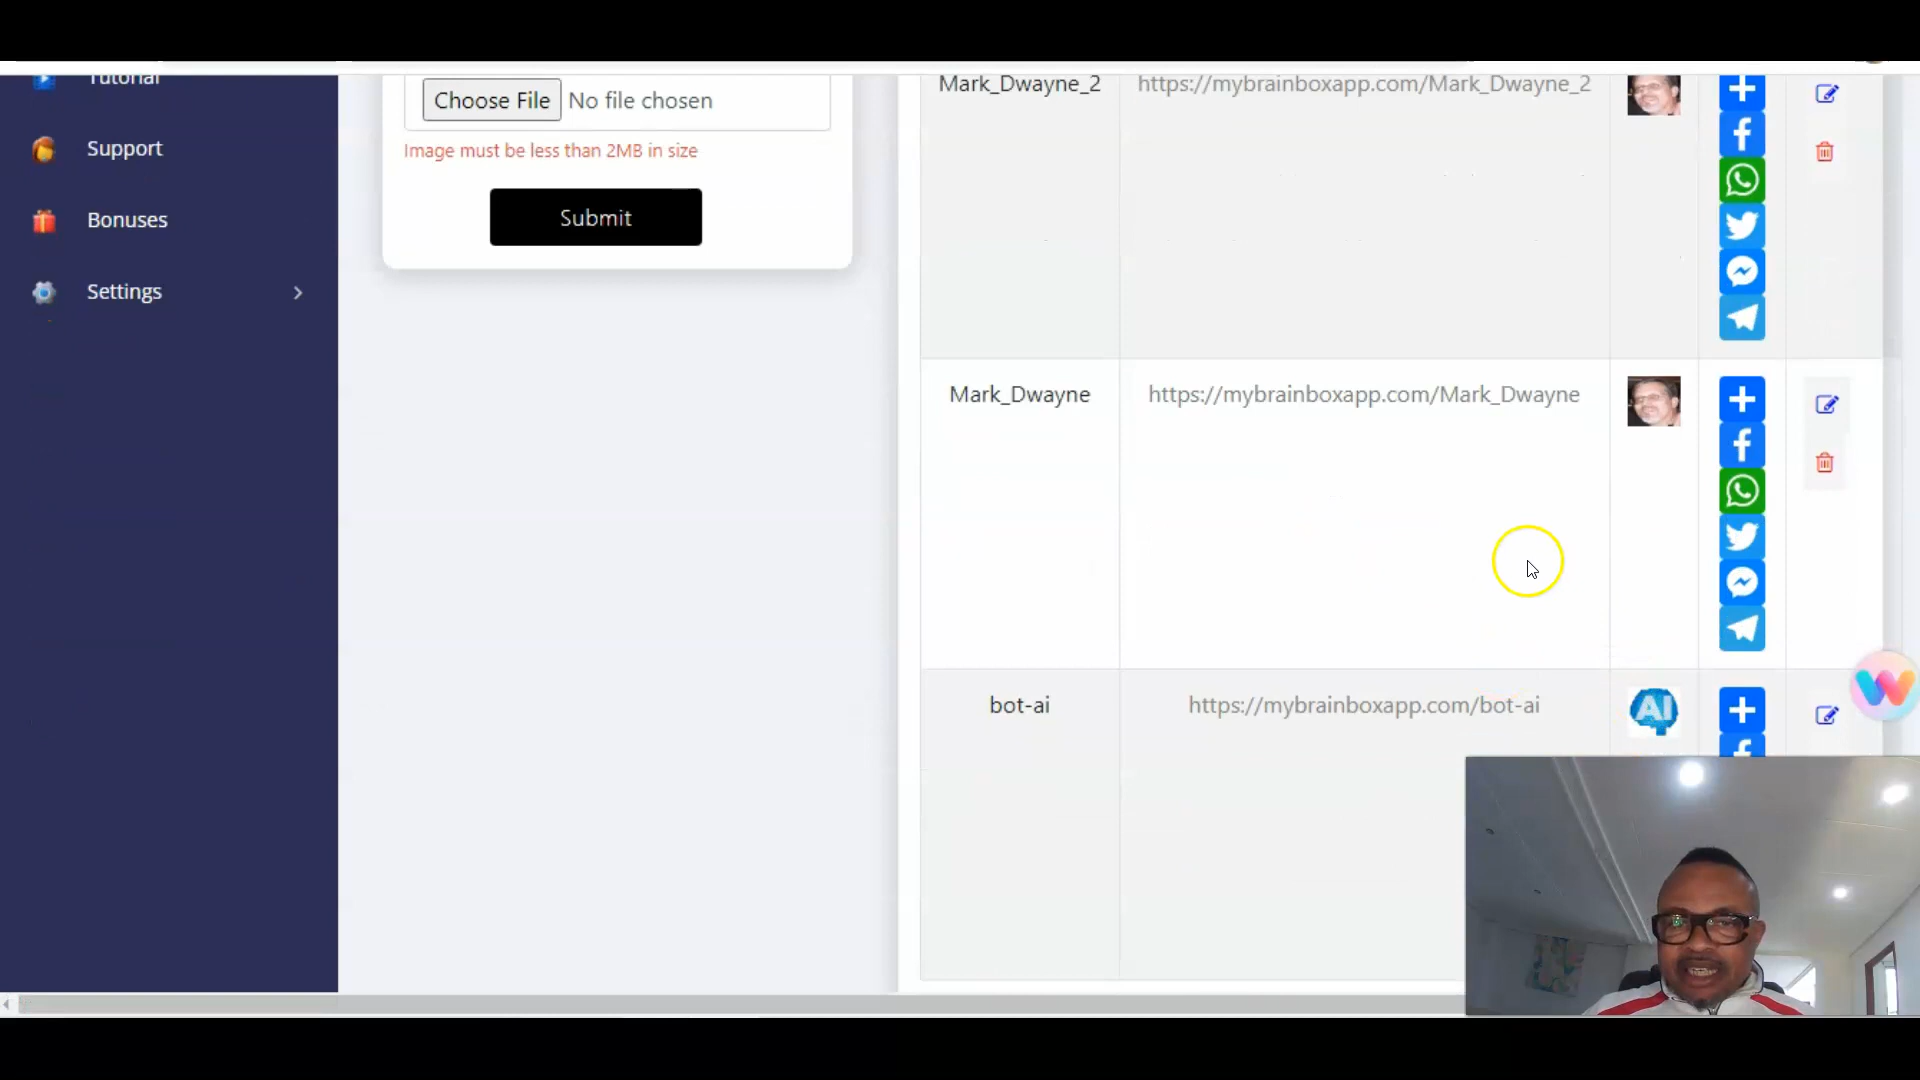 Tutorial
Support
Bonuses
Settings
Choose File No file chosen
Image must be less than 2MB in size
Submit
Mark_Dwayne_2 https://mybrainboxapp.com/Mark_Dwayne_2
Mark_Dwayne https://mybrainboxapp.com/Mark_Dwayne
bot-ai https://mybrainboxapp.com/bot-ai AI